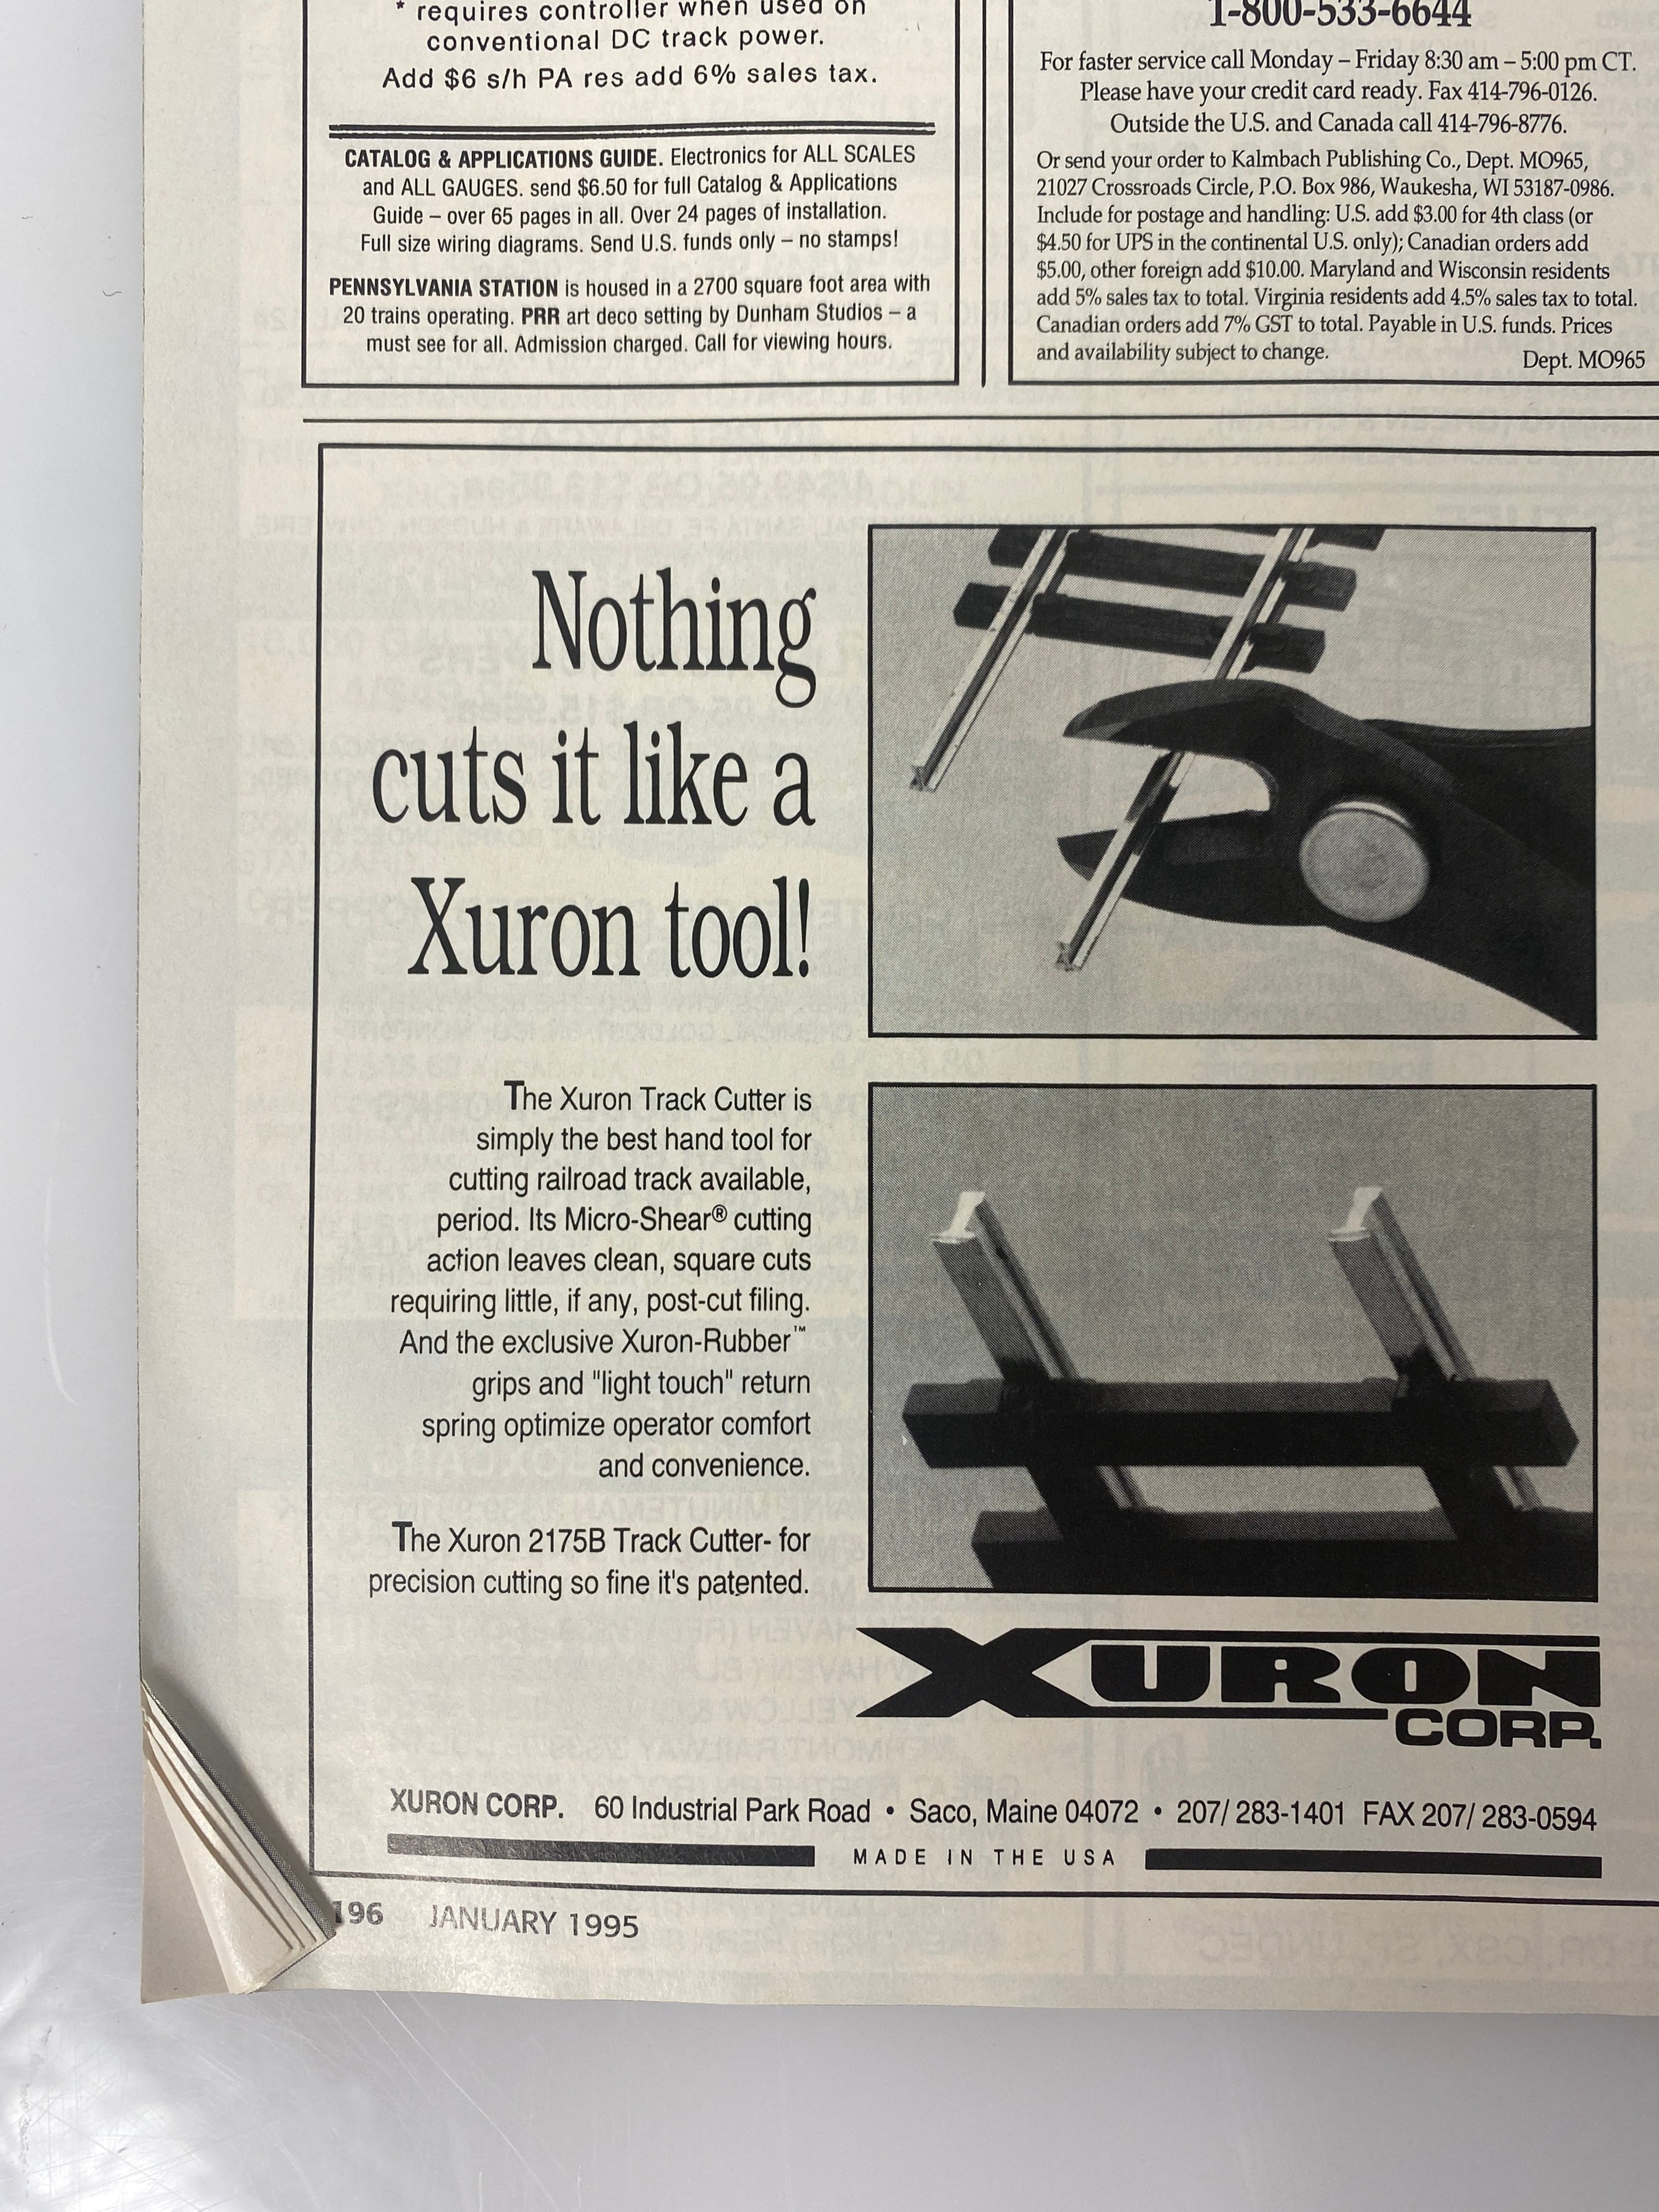 * requires controller when used on
conventional DC track power.
Add $6 s/h PA res add 6% sales tax.
CATALOG & APPLICATIONS GUIDE. Electronics for ALL SCALES
and ALL GAUGES. send $6.50 for full Catalog & Applications
Guide – over 65 pages in all. Over 24 pages of installation.
Full size wiring diagrams. Send U.S. funds only – no stamps!
PENNSYLVANIA STATION is housed in a 2700 square foot area with
20 trains operating. PRR art deco setting by Dunham Studios – a
must see for all. Admission charged. Call for viewing hours.
1-800-533-6644
For faster service call Monday – Friday 8:30 am – 5:00 pm CT.
Please have your credit card ready. Fax 414-796-0126.
Outside the U.S. and Canada call 414-796-8776.
Or send your order to Kalmbach Publishing Co., Dept. MO965,
21027 Crossroads Circle, P.O. Box 986, Waukesha, WI 53187-0986.
Include for postage and handling: U.S. add $3.00 for 4th class (or
$4.50 for UPS in the continental U.S. only); Canadian orders add
$5.00, other foreign add $10.00. Maryland and Wisconsin residents
add 5% sales tax to total. Virginia residents add 4.5% sales tax to total.
Canadian orders add 7% GST to total. Payable in U.S. funds. Prices
and availability subject to change.
Dept. MO965
Nothing
cuts it like a
Xuron tool!
The Xuron Track Cutter is
simply the best hand tool for
cutting railroad track available,
period. Its Micro-Shear® cutting
action leaves clean, square cuts
requiring little, if any, post-cut filing.
And the exclusive Xuron-Rubber™
grips and "light touch" return
spring optimize operator comfort
and convenience.
The Xuron 2175B Track Cutter- for
precision cutting so fine it's patented.
XURON
CORP.
XURON CORP. 60 Industrial Park Road • Saco, Maine 04072 • 207/ 283-1401 FAX 207/ 283-0594
MADE IN THE USA
196 JANUARY 1995